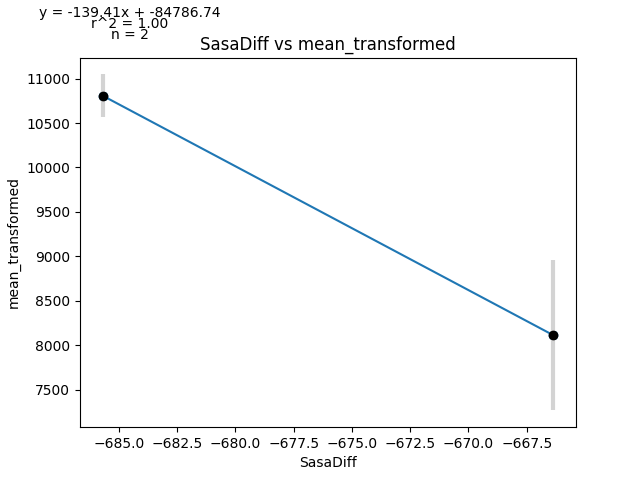 y = -139.41x + -84786.74
r^2 = 1.00
n = 2
SasaDiff vs mean_transformed
11000
10500
10000
9500
9000
8500
8000
7500
mean_transformed
−685.0 −682.5 −680.0 −677.5 −675.0 −672.5 −670.0 −667.5
SasaDiff